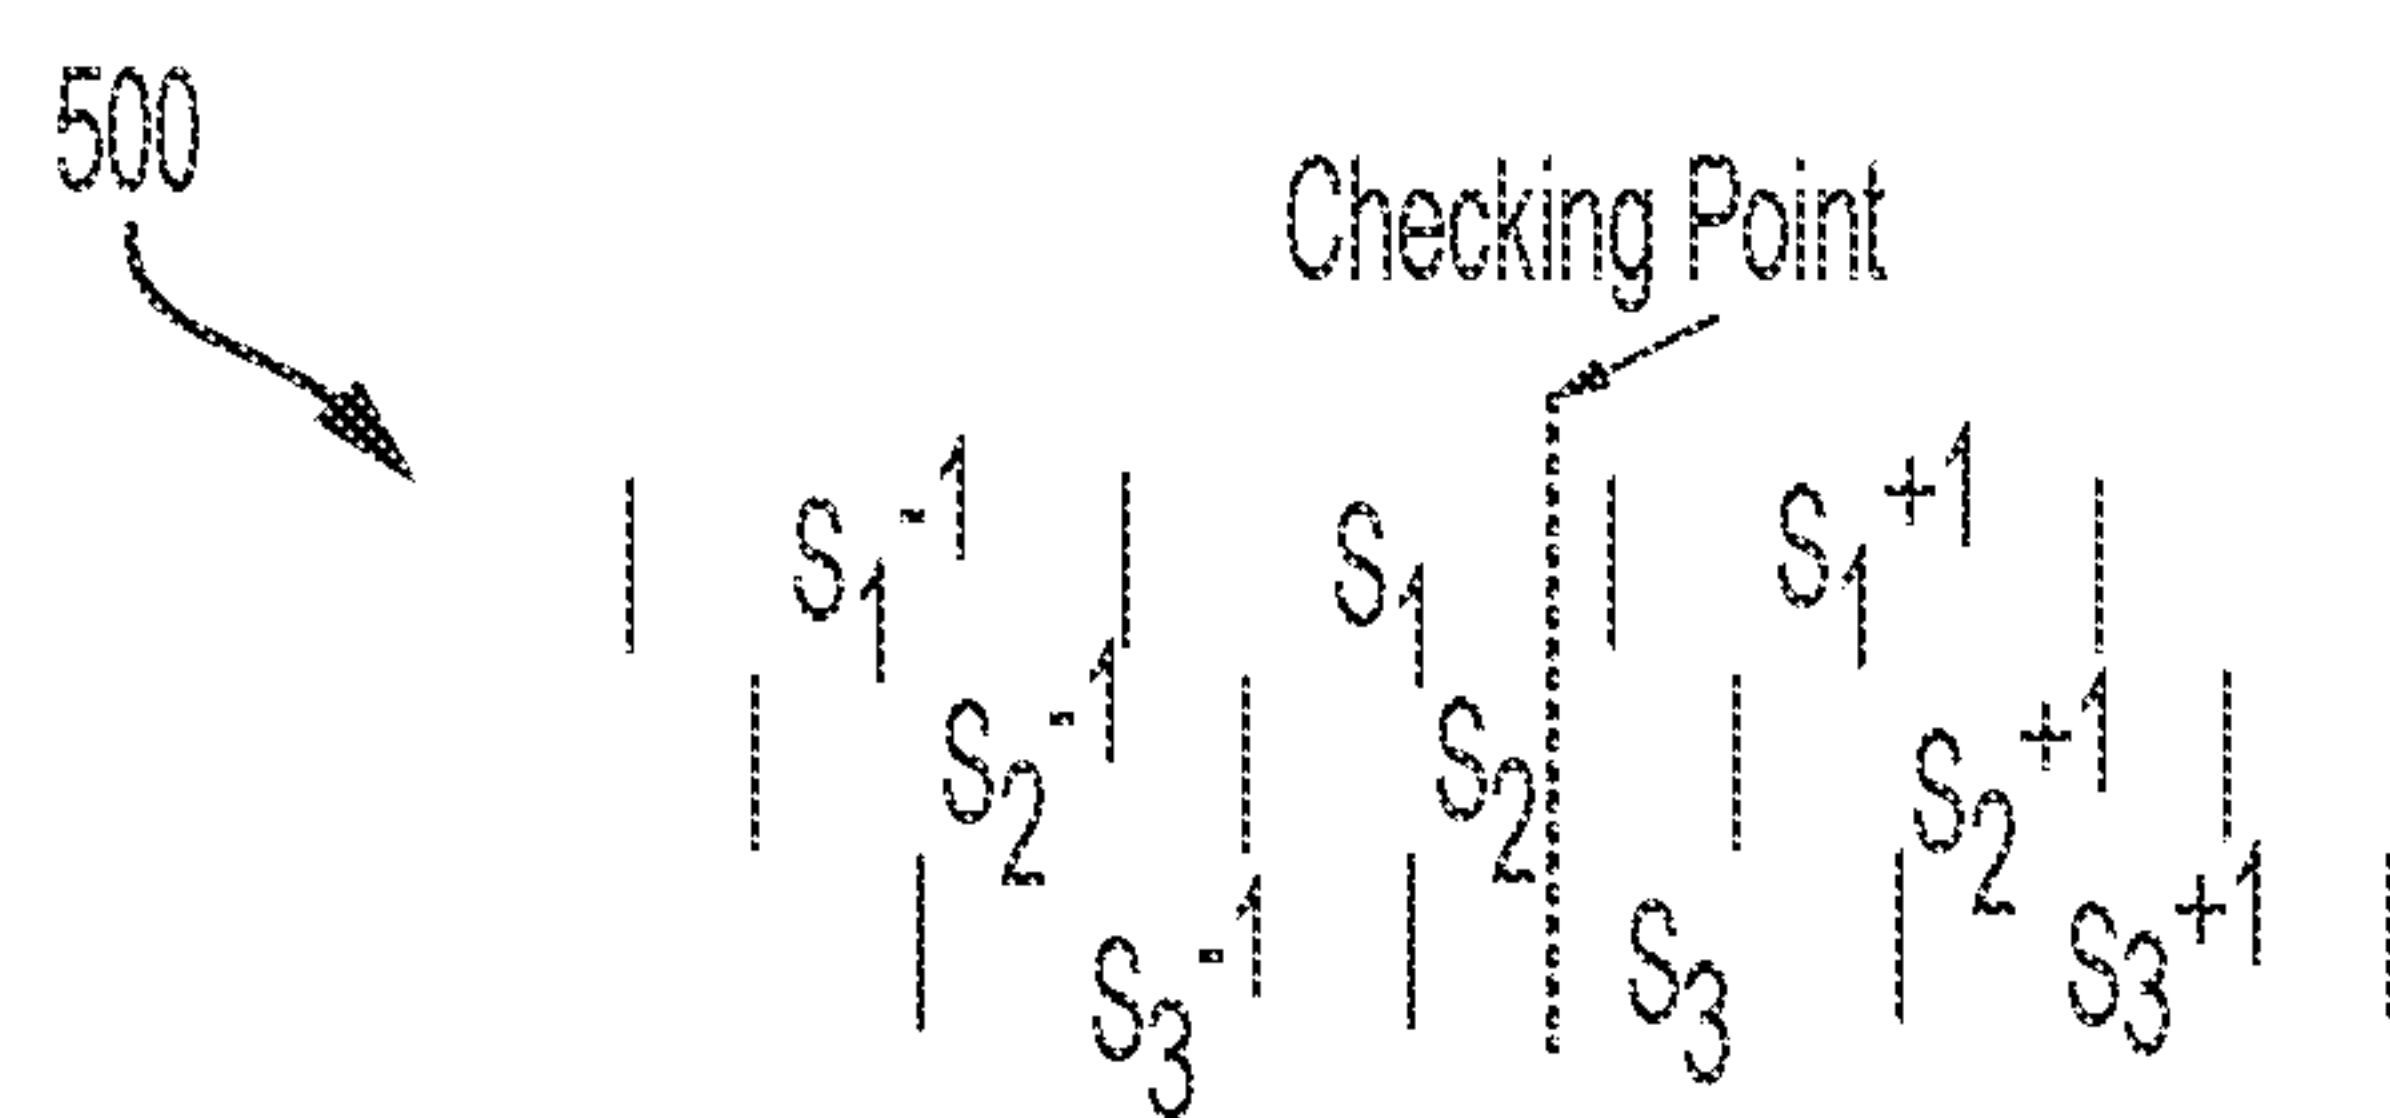 500
Checking Point
S₁⁻¹ S₁ S₁⁺¹
S₂⁻¹ S₂ S₂⁺¹
S₃⁻¹ S₃ S₃⁺¹